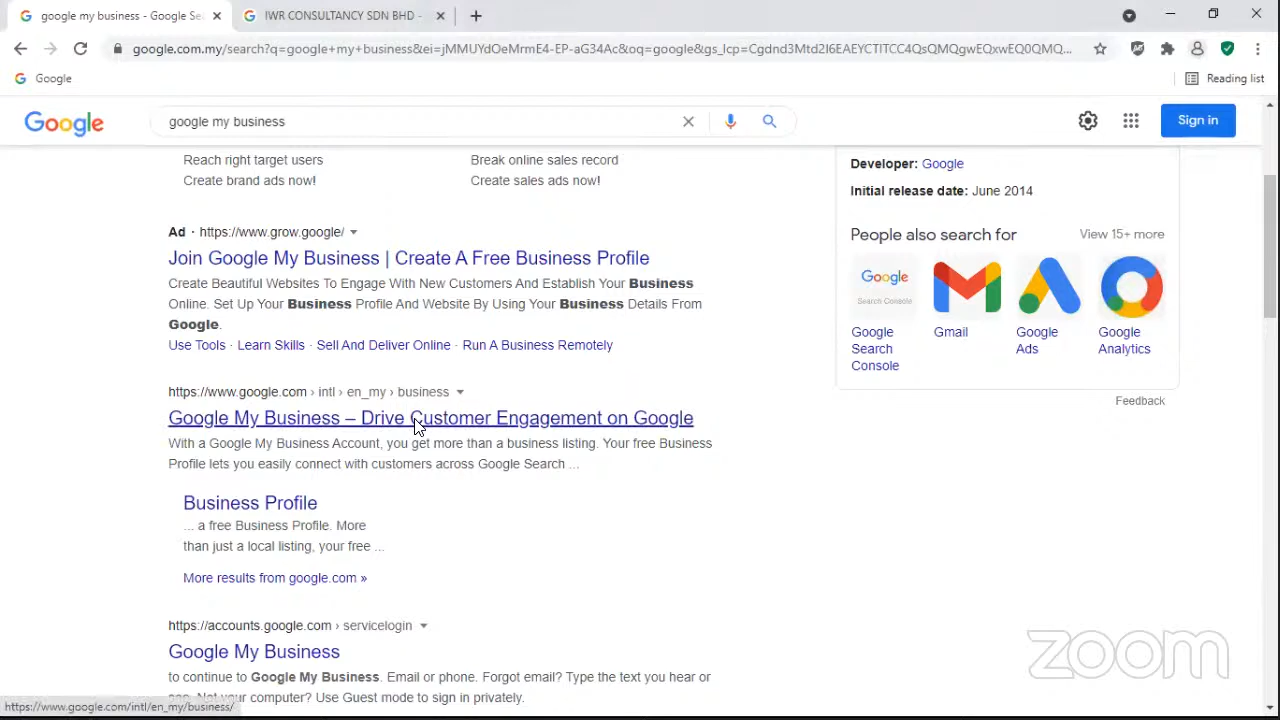 google my business - Google Sea
IWR CONSULTANCY SDN BHD -
google.com.my/search?q=google+my+business&ei=jMMUYdOeMrmE4-EP-aG34Ac&oq=google&gs_lcp=Cgdnd3Mtd2l6EAEYCTITCC4QsQMQgwEQxwEQ0QMQ...
Google
Reading list
Google
google my business
Sign in
Reach right target users
Create brand ads now!
Break online sales record
Create sales ads now!
Ad · https://www.grow.google/
Join Google My Business | Create A Free Business Profile
Create Beautiful Websites To Engage With New Customers And Establish Your Business
Online. Set Up Your Business Profile And Website By Using Your Business Details From
Google.
Use Tools · Learn Skills · Sell And Deliver Online · Run A Business Remotely
https://www.google.com › intl › en_my › business
Google My Business – Drive Customer Engagement on Google
With a Google My Business Account, you get more than a business listing. Your free Business
Profile lets you easily connect with customers across Google Search ...
Business Profile
... a free Business Profile. More
than just a local listing, your free ...
More results from google.com »
https://accounts.google.com › servicelogin
Google My Business
to continue to Google My Business. Email or phone. Forgot email? Type the text you hear or
Not your computer? Use Guest mode to sign in privately.
https://www.google.com/intl/en_my/business/
Developer: Google
Initial release date: June 2014
People also search for
View 15+ more
Google
Search Console
Google
Search
Console
Gmail
Google
Ads
Google
Analytics
Feedback
zoom